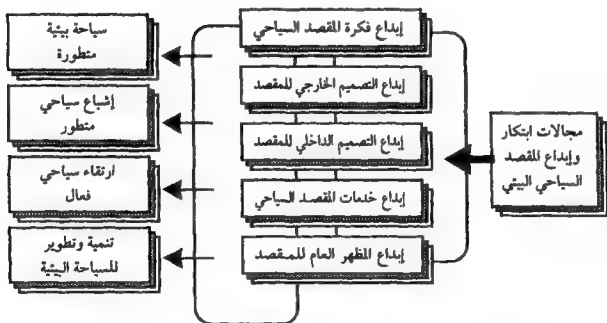 مجالات ابتكار
وإبداع المقصد
السياحي البيئي
إبداع فكرة المقصد السياحي
إبداع التصميم الخارجي للمقصد
إبداع التصميم الداخلي للمقصد
إبداع خدمات المقصد السياحي
إبداع المظهر العام للمقصد
سياحة بيئية
متطورة
إشباع سياحي
متطور
ارتقاء سياحي
فعال
تنمية وتطوير
للسياحة البيئية